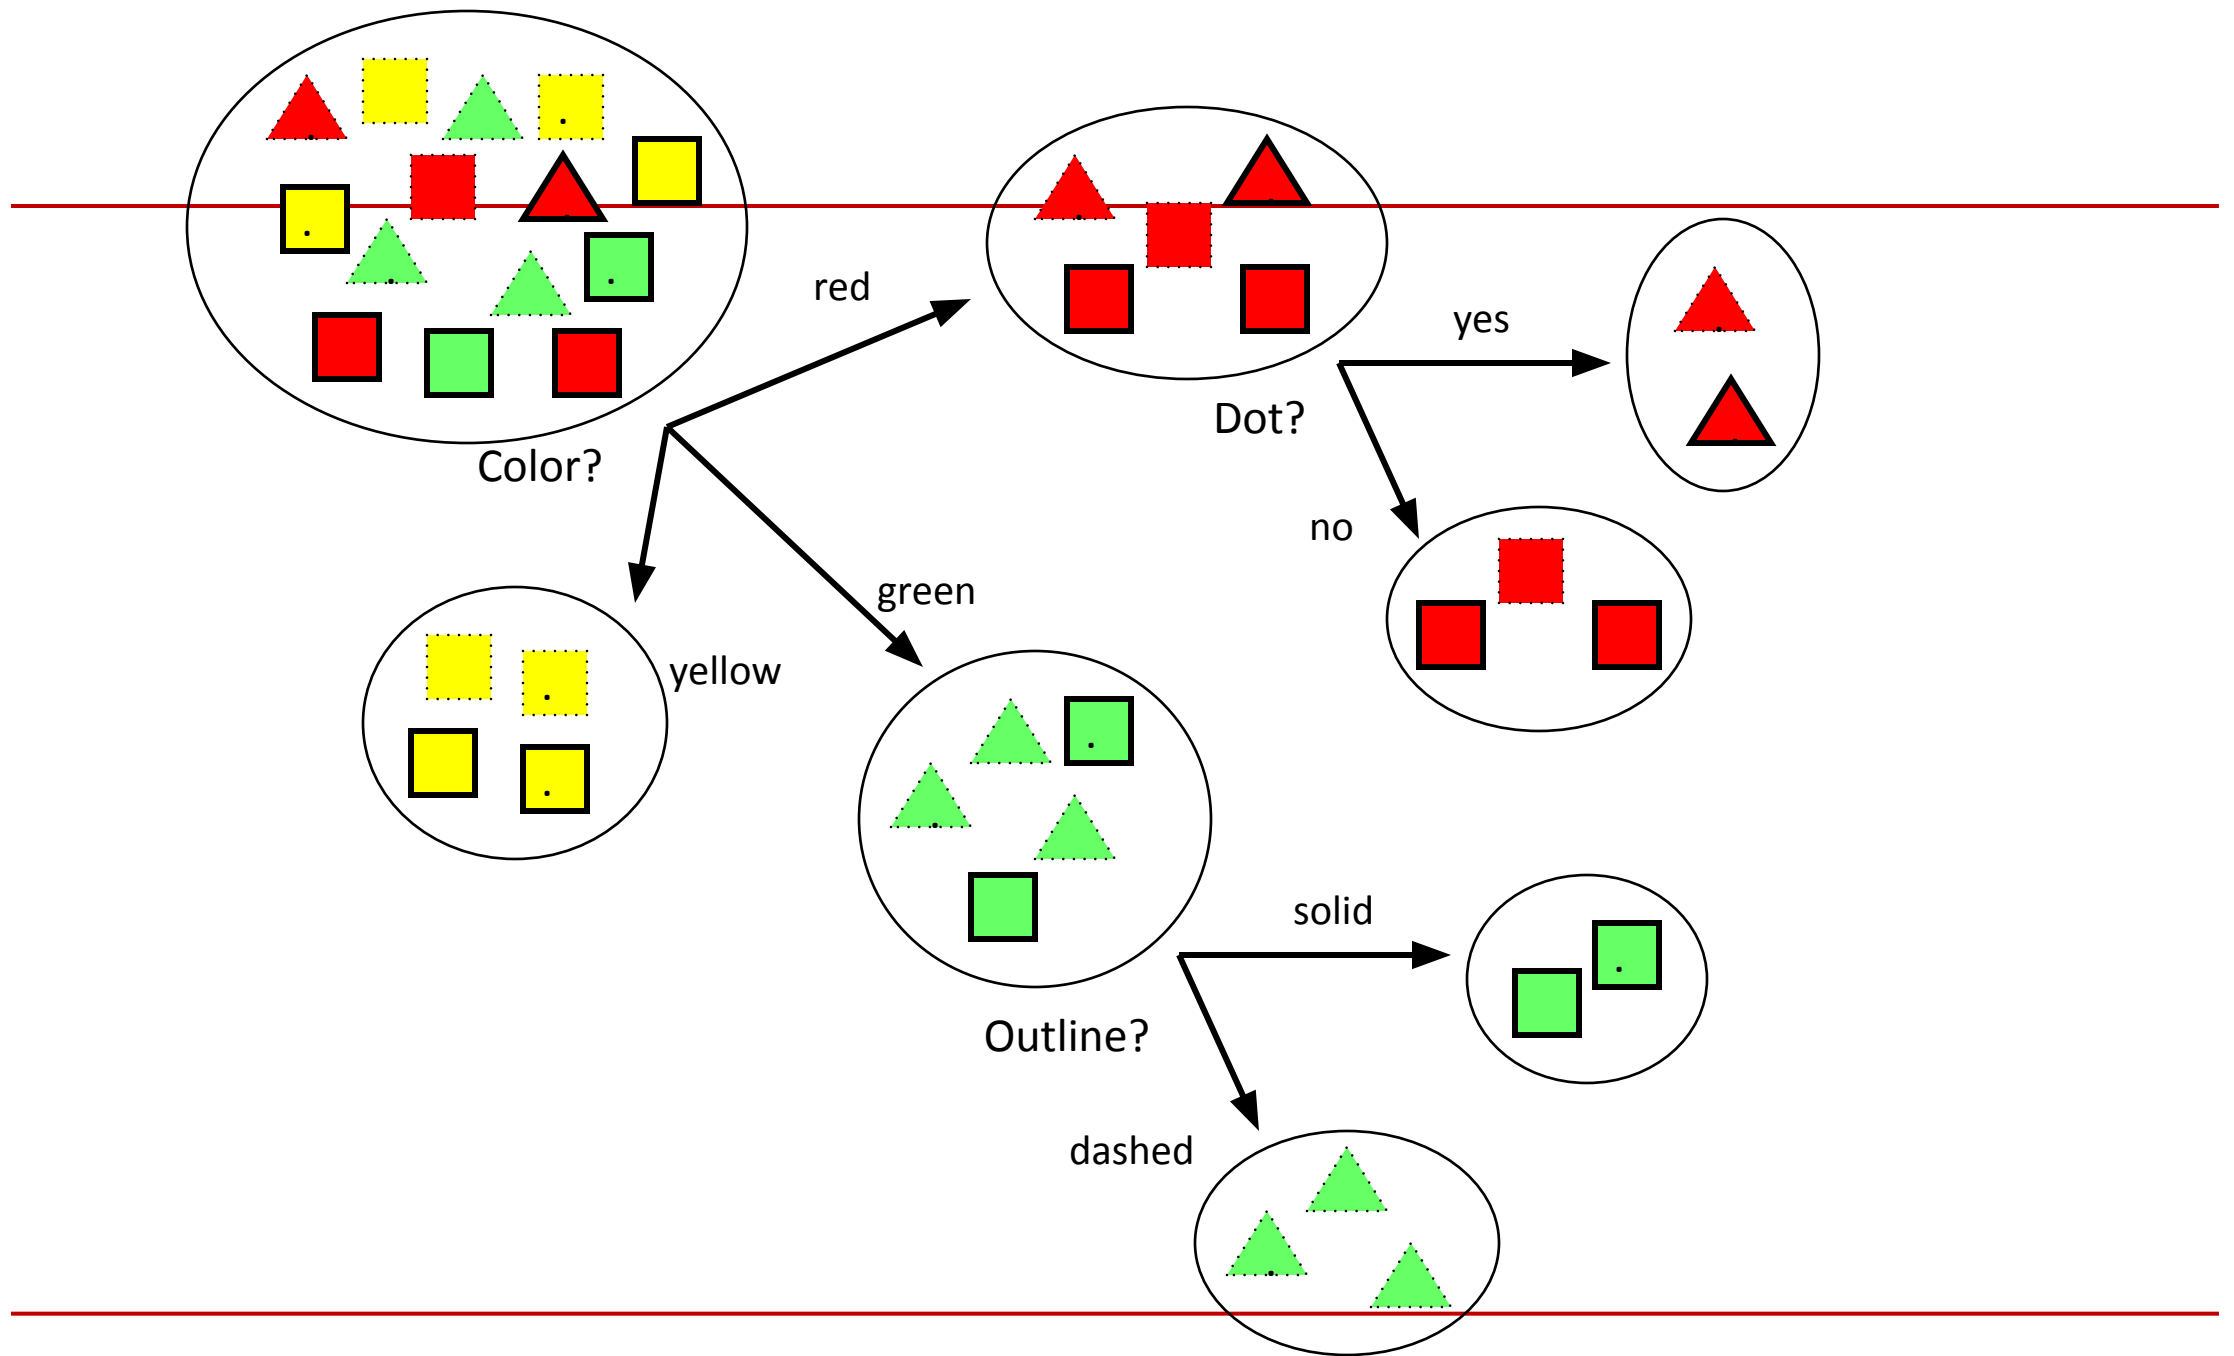 red
yes
Dot?
Color?
no
green
yellow
solid
Outline?
dashed